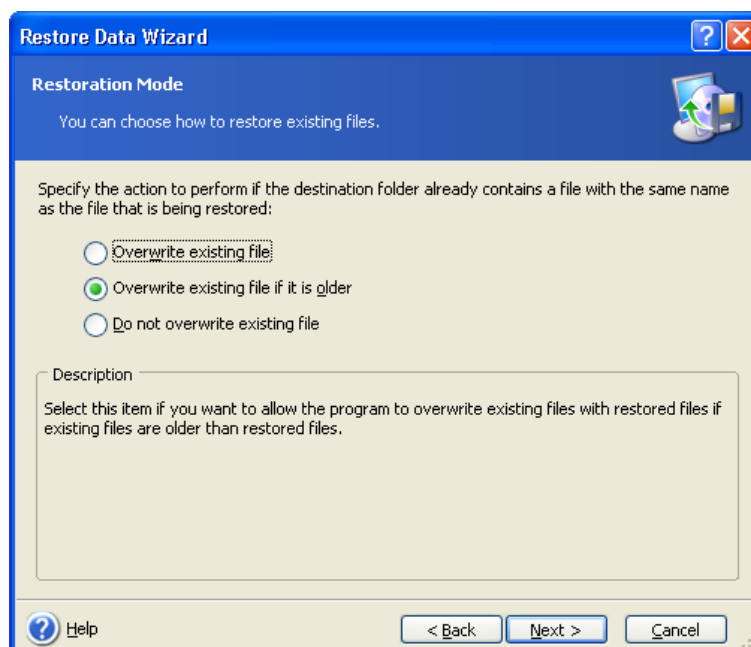 Restore Data Wizard
?
Restoration Mode
You can choose how to restore existing files.
Specify the action to perform if the destination folder already contains a file with the same name
as the file that is being restored:
Overwrite existing file
Overwrite existing file if it is older
Do not overwrite existing file
Description
Select this item if you want to allow the program to overwrite existing files with restored files if
existing files are older than restored files.
? Help
< Back
Next >
Cancel